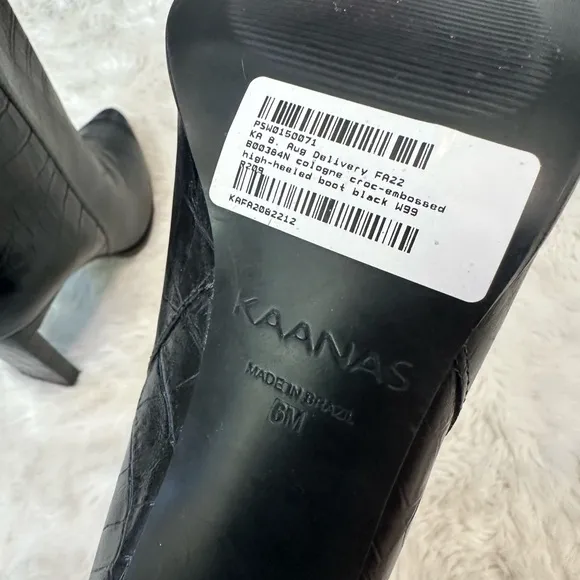 PSW0150071
KA 8. Aug Delivery FA22
B00384N cologne croc-embossed
high-heeled boot black W99
R209
KAFA2082212
KAANAS
MADE IN BRAZIL
6M